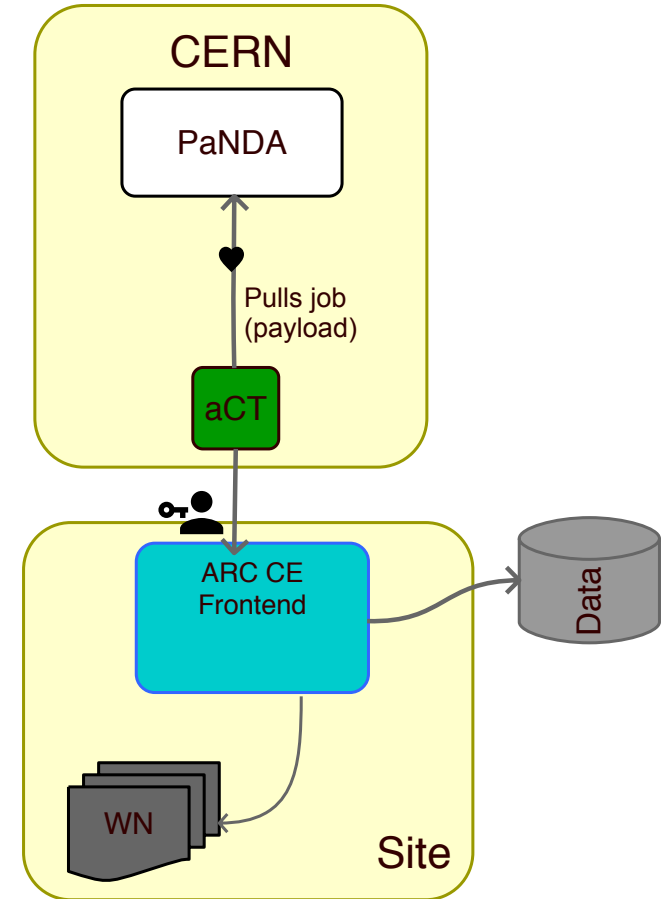 CERN
PaNDA
Pulls job
(payload)
aCT
ARC CE
Frontend
Data
WN
Site